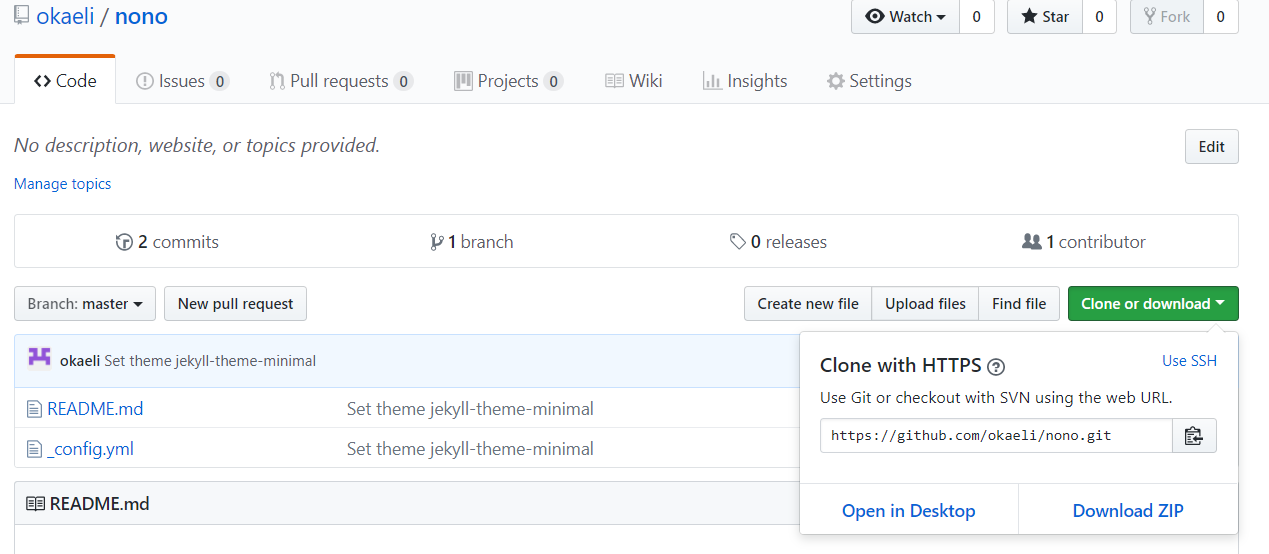 okaeli / nono
Watch 0 Star 0 Fork 0
Code Issues 0 Pull requests 0 Projects 0 Wiki Insights Settings
No description, website, or topics provided. Edit
Manage topics
2 commits 1 branch 0 releases 1 contributor
Branch: master New pull request Create new file Upload files Find file Clone or download
okaeli Set theme jekyll-theme-minimal
README.md Set theme jekyll-theme-minimal
_config.yml Set theme jekyll-theme-minimal
README.md
Clone with HTTPS ? Use SSH
Use Git or checkout with SVN using the web URL.
https://github.com/okaeli/nono.git
Open in Desktop Download ZIP